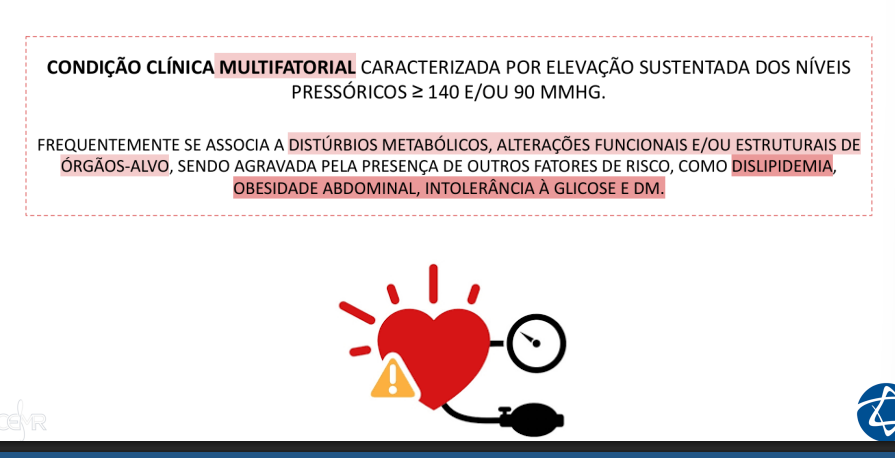 CONDIÇÃO CLÍNICA MULTIFATORIAL CARACTERIZADA POR ELEVAÇÃO SUSTENTADA DOS NÍVEIS
PRESSÓRICOS ≥ 140 E/OU 90 MMHG.
FREQUENTEMENTE SE ASSOCIA A DISTÚRBIOS METABÓLICOS, ALTERAÇÕES FUNCIONAIS E/OU ESTRUTURAIS DE
ÓRGÃOS-ALVO, SENDO AGRAVADA PELA PRESENÇA DE OUTROS FATORES DE RISCO, COMO DISLIPIDEMIA,
OBESIDADE ABDOMINAL, INTOLERÂNCIA À GLICOSE E DM.